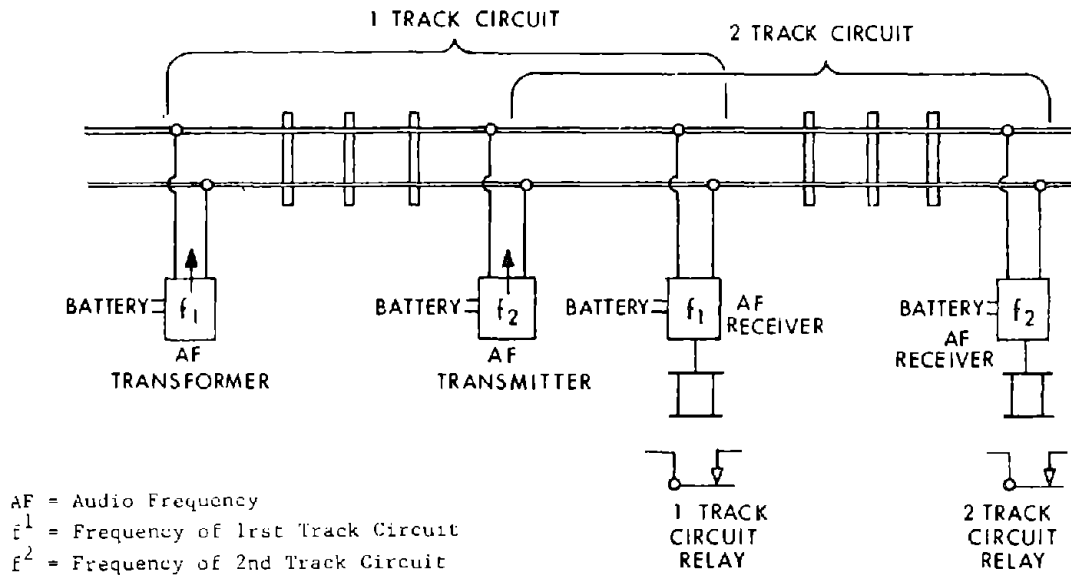 1 TRACK CIRCUIT
2 TRACK CIRCUIT
BATTERY
f1
AF
TRANSFORMER
BATTERY
f2
AF
TRANSMITTER
BATTERY
f1
AF
RECEIVER
BATTERY
f2
AF
RECEIVER
1 TRACK
CIRCUIT
RELAY
2 TRACK
CIRCUIT
RELAY
AF = Audio Frequency
f1 = Frequency of 1rst Track Circuit
f2 = Frequency of 2nd Track Circuit